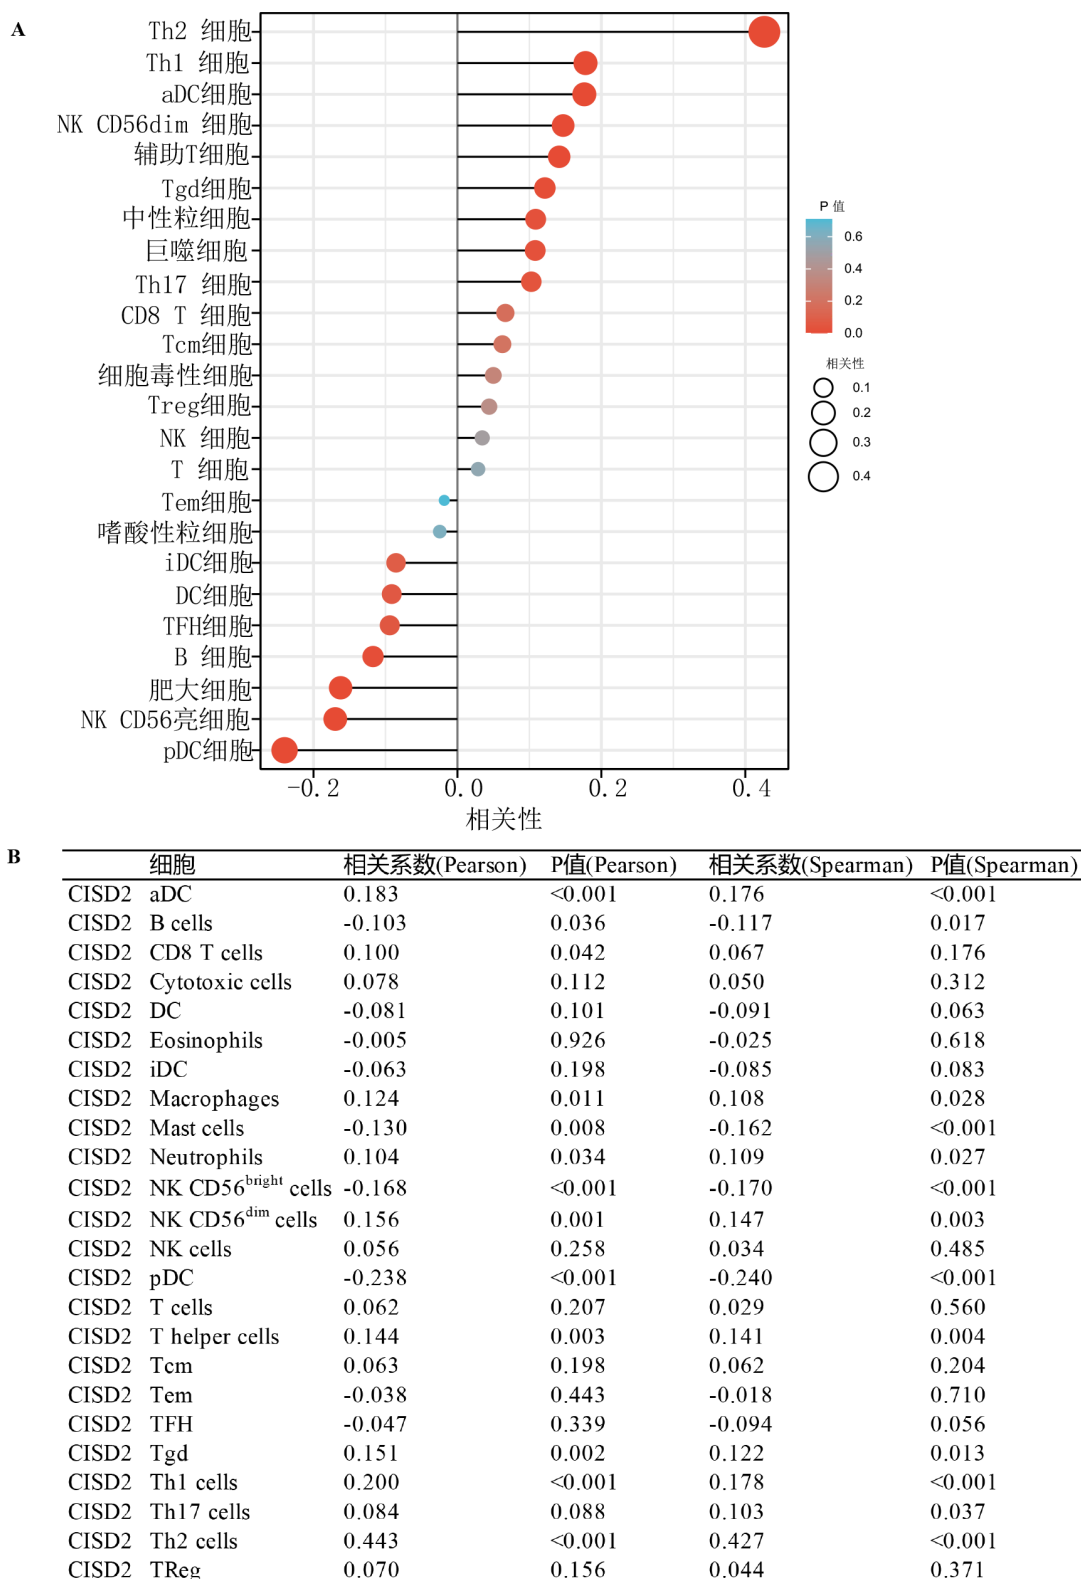 A
Th2 细胞
Th1 细胞
aDC细胞
NK CD56dim 细胞
辅助T细胞
Tgd细胞
中性粒细胞
巨噬细胞
Th17 细胞
CD8 T 细胞
Tcm细胞
细胞毒性细胞
Treg细胞
NK 细胞
T 细胞
Tem细胞
嗜酸性粒细胞
iDC细胞
DC细胞
TFH细胞
B 细胞
肥大细胞
NK CD56亮细胞
pDC细胞
-0.2 0.0 0.2 0.4
相关性
P 值
0.6
0.4
0.2
0.0
相关性
0.1
0.2
0.3
0.4
B
细胞 相关系数(Pearson) P值(Pearson) 相关系数(Spearman) P值(Spearman)
CISD2 aDC 0.183 <0.001 0.176 <0.001
CISD2 B cells -0.103 0.036 -0.117 0.017
CISD2 CD8 T cells 0.100 0.042 0.067 0.176
CISD2 Cytotoxic cells 0.078 0.112 0.050 0.312
CISD2 DC -0.081 0.101 -0.091 0.063
CISD2 Eosinophils -0.005 0.926 -0.025 0.618
CISD2 iDC -0.063 0.198 -0.085 0.083
CISD2 Macrophages 0.124 0.011 0.108 0.028
CISD2 Mast cells -0.130 0.008 -0.162 <0.001
CISD2 Neutrophils 0.104 0.034 0.109 0.027
CISD2 NK CD56bright cells -0.168 <0.001 -0.170 <0.001
CISD2 NK CD56dim cells 0.156 0.001 0.147 0.003
CISD2 NK cells 0.056 0.258 0.034 0.485
CISD2 pDC -0.238 <0.001 -0.240 <0.001
CISD2 T cells 0.062 0.207 0.029 0.560
CISD2 T helper cells 0.144 0.003 0.141 0.004
CISD2 Tcm 0.063 0.198 0.062 0.204
CISD2 Tem -0.038 0.443 -0.018 0.710
CISD2 TFH -0.047 0.339 -0.094 0.056
CISD2 Tgd 0.151 0.002 0.122 0.013
CISD2 Th1 cells 0.200 <0.001 0.178 <0.001
CISD2 Th17 cells 0.084 0.088 0.103 0.037
CISD2 Th2 cells 0.443 <0.001 0.427 <0.001
CISD2 TReg 0.070 0.156 0.044 0.371